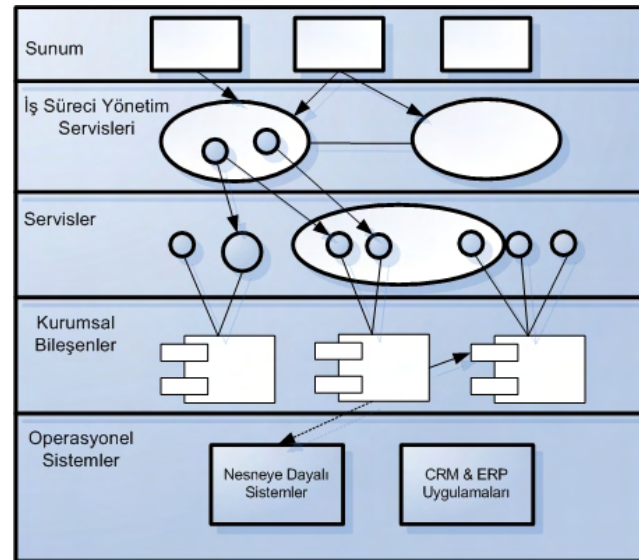 Sunum
İş Süreci Yönetim
Servisleri
Servisler
Kurumsal
Bileşenler
Operasyonel
Sistemler
Nesneye Dayalı
Sistemler
CRM & ERP
Uygulamaları